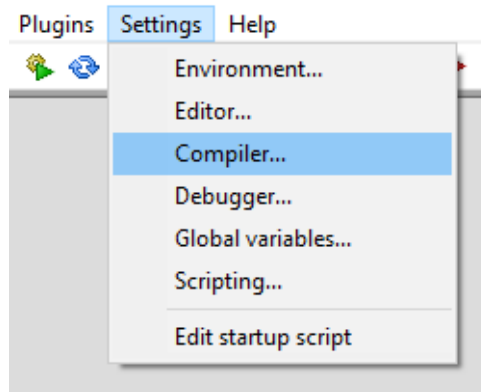 Plugins Settings Help
Environment...
Editor...
Compiler...
Debugger...
Global variables...
Scripting...
Edit startup script